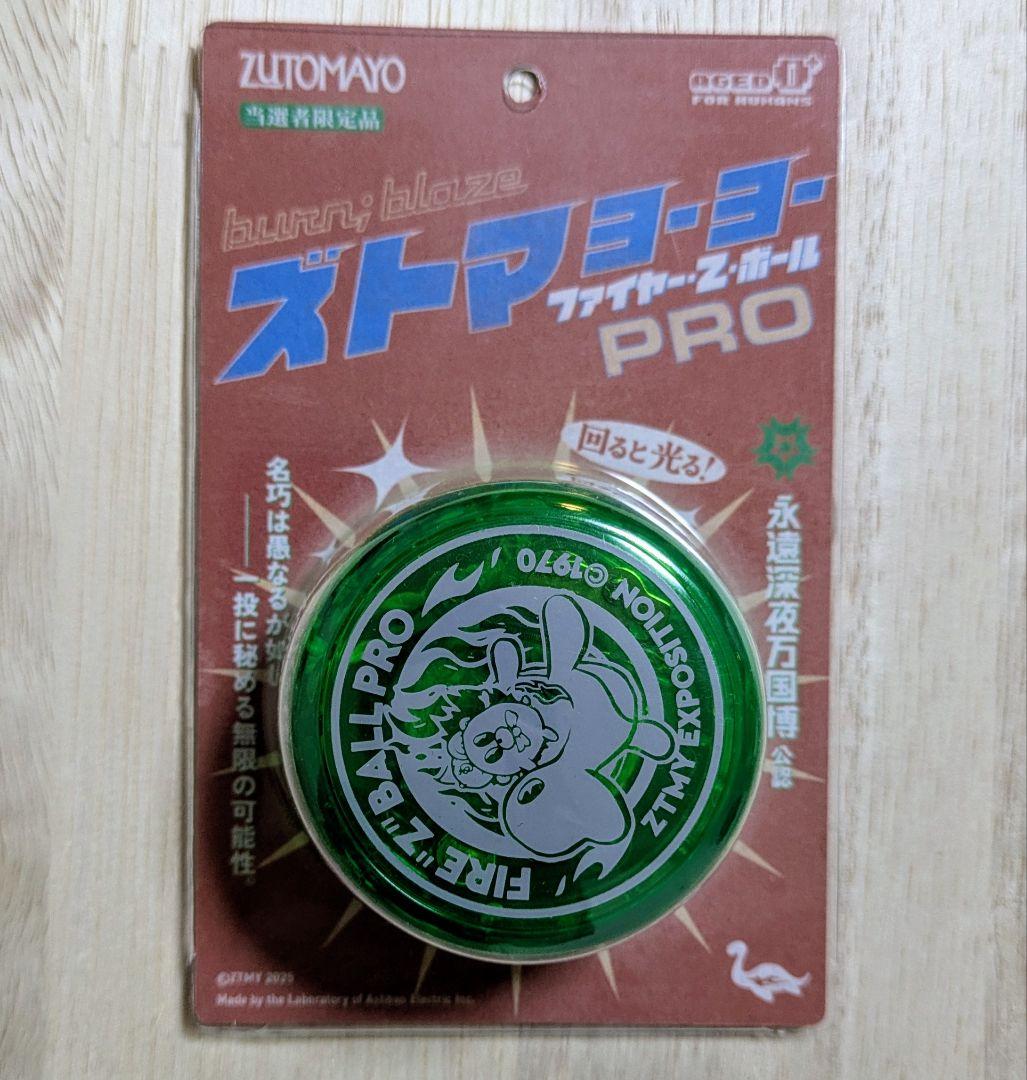 ZUTOMAYO
当選者限定品
AGED 0+
FOR HUMANS
burn; blaze
ズトマヨーヨー
ファイヤー・Z・ボール
PRO
回ると光る!
名巧は愚なるが如し
──一投に秘める無限の可能性。
永遠深夜万国博 公認
FIRE "Z" BALL PRO
ZTMY EXPOSITION ©1970
©ZTMY 2025
Made by the Laboratory of Ashibao Electric Inc.